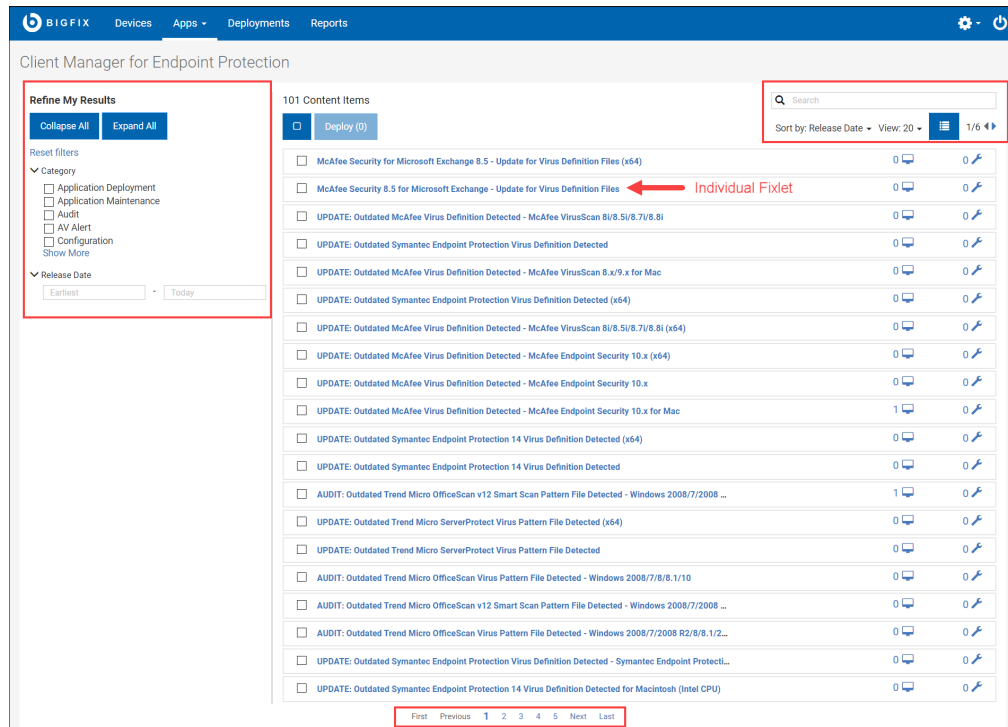 BIGFIX Devices Apps Deployments Reports
Client Manager for Endpoint Protection
Refine My Results
Collapse All Expand All
Reset filters
Category
Application Deployment
Application Maintenance
Audit
AV Alert
Configuration
Show More
Release Date
Earliest - Today
101 Content Items
Deploy (0)
Search
Sort by: Release Date View: 20 1/6
McAfee Security for Microsoft Exchange 8.5 - Update for Virus Definition Files (x64) 0 0
McAfee Security 8.5 for Microsoft Exchange - Update for Virus Definition Files Individual Fixlet 0 0
UPDATE: Outdated McAfee Virus Definition Detected - McAfee VirusScan 8i/8.5i/8.7i/8.8i 0 0
UPDATE: Outdated Symantec Endpoint Protection Virus Definition Detected 0 0
UPDATE: Outdated McAfee Virus Definition Detected - McAfee VirusScan 8.x/9.x for Mac 0 0
UPDATE: Outdated Symantec Endpoint Protection Virus Definition Detected (x64) 0 0
UPDATE: Outdated McAfee Virus Definition Detected - McAfee VirusScan 8i/8.5i/8.7i/8.8i (x64) 0 0
UPDATE: Outdated McAfee Virus Definition Detected - McAfee Endpoint Security 10.x (x64) 0 0
UPDATE: Outdated McAfee Virus Definition Detected - McAfee Endpoint Security 10.x 0 0
UPDATE: Outdated McAfee Virus Definition Detected - McAfee Endpoint Security 10.x for Mac 1 0
UPDATE: Outdated Symantec Endpoint Protection 14 Virus Definition Detected (x64) 0 0
UPDATE: Outdated Symantec Endpoint Protection 14 Virus Definition Detected 0 0
AUDIT: Outdated Trend Micro OfficeScan v12 Smart Scan Pattern File Detected - Windows 2008/7/2008 ... 1 0
UPDATE: Outdated Trend Micro ServerProtect Virus Pattern File Detected (x64) 0 0
UPDATE: Outdated Trend Micro ServerProtect Virus Pattern File Detected 0 0
AUDIT: Outdated Trend Micro OfficeScan Virus Pattern File Detected - Windows 2008/7/8/8.1/10 0 0
AUDIT: Outdated Trend Micro OfficeScan v12 Smart Scan Pattern File Detected - Windows 2008/7/2008 ... 0 0
AUDIT: Outdated Trend Micro OfficeScan Virus Pattern File Detected - Windows 2008/7/2008 R2/8/8.1/2... 0 0
UPDATE: Outdated Symantec Endpoint Protection Virus Definition Detected - Symantec Endpoint Protecti... 0 0
UPDATE: Outdated Symantec Endpoint Protection 14 Virus Definition Detected for Macintosh (Intel CPU) 0 0
First Previous 1 2 3 4 5 Next Last